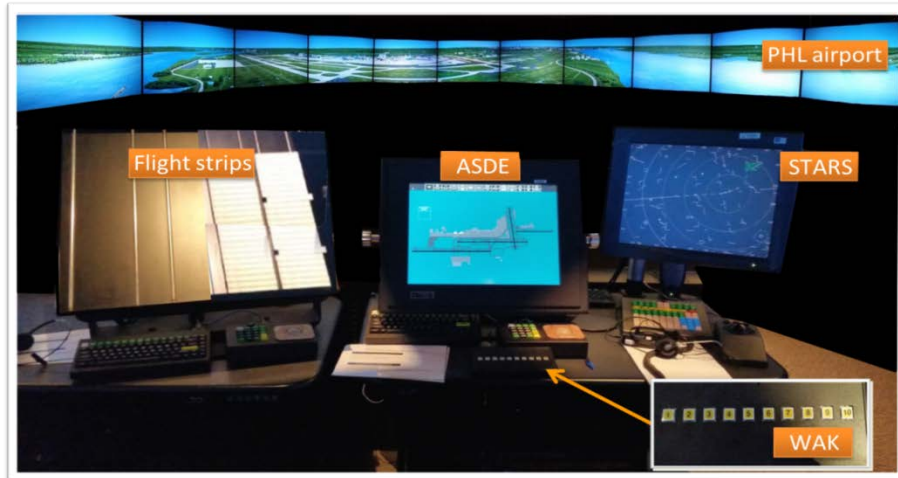 PHL airport
Flight strips
ASDE
STARS
1 2 3 4 5 6 7 8 9 10
WAK